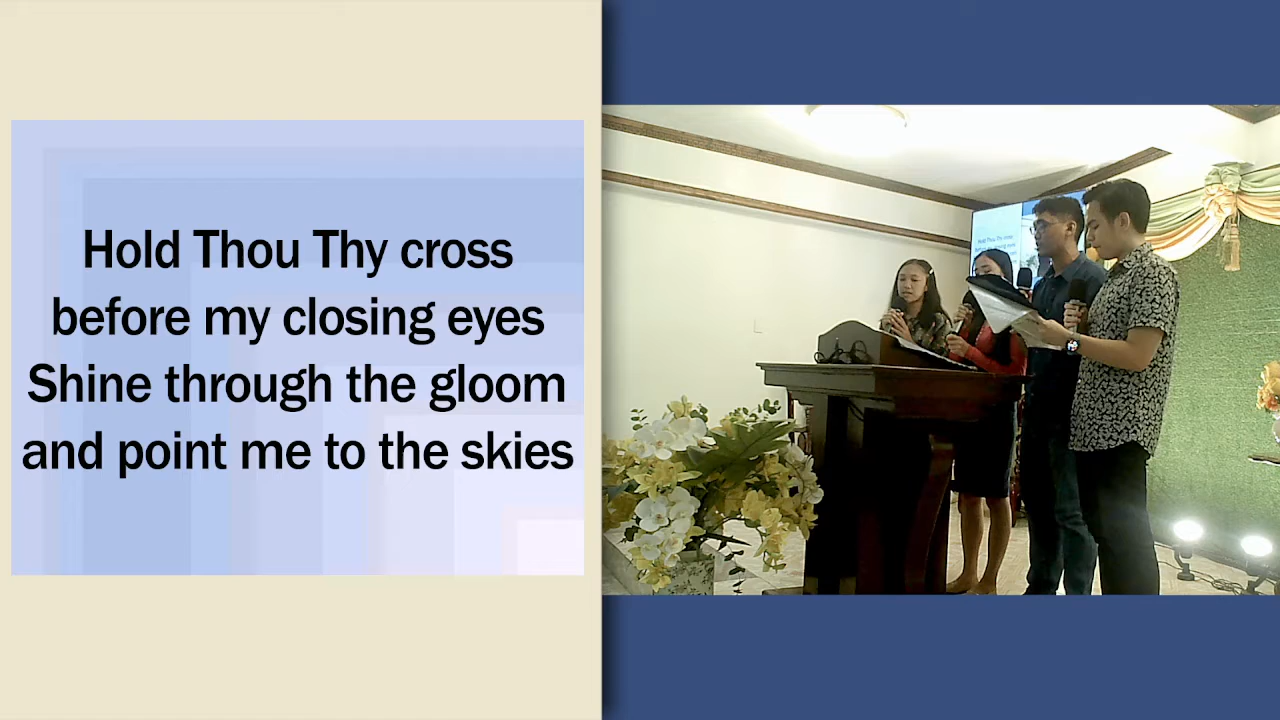 Hold Thou Thy cross
before my closing eyes
Shine through the gloom
and point me to the skies